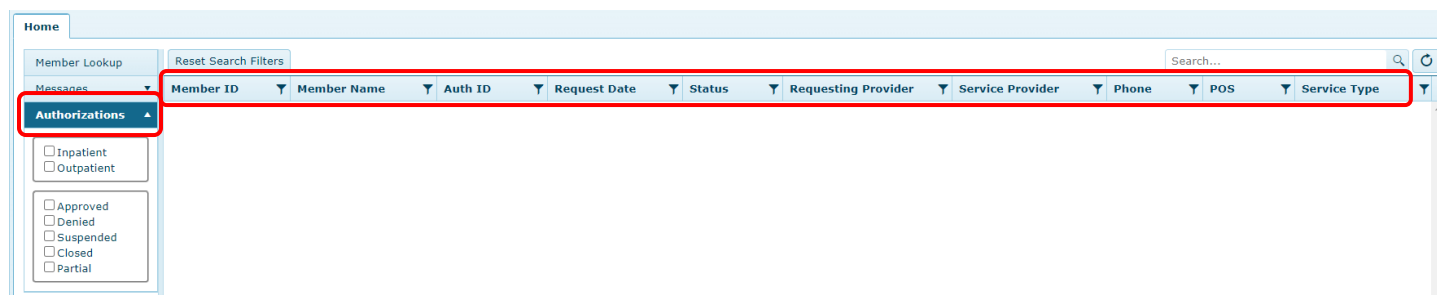 Home
Member Lookup
Reset Search Filters
Search...
Messages
Member ID Member Name Auth ID Request Date Status Requesting Provider Service Provider Phone POS Service Type
Authorizations
Inpatient
Outpatient
Approved
Denied
Suspended
Closed
Partial